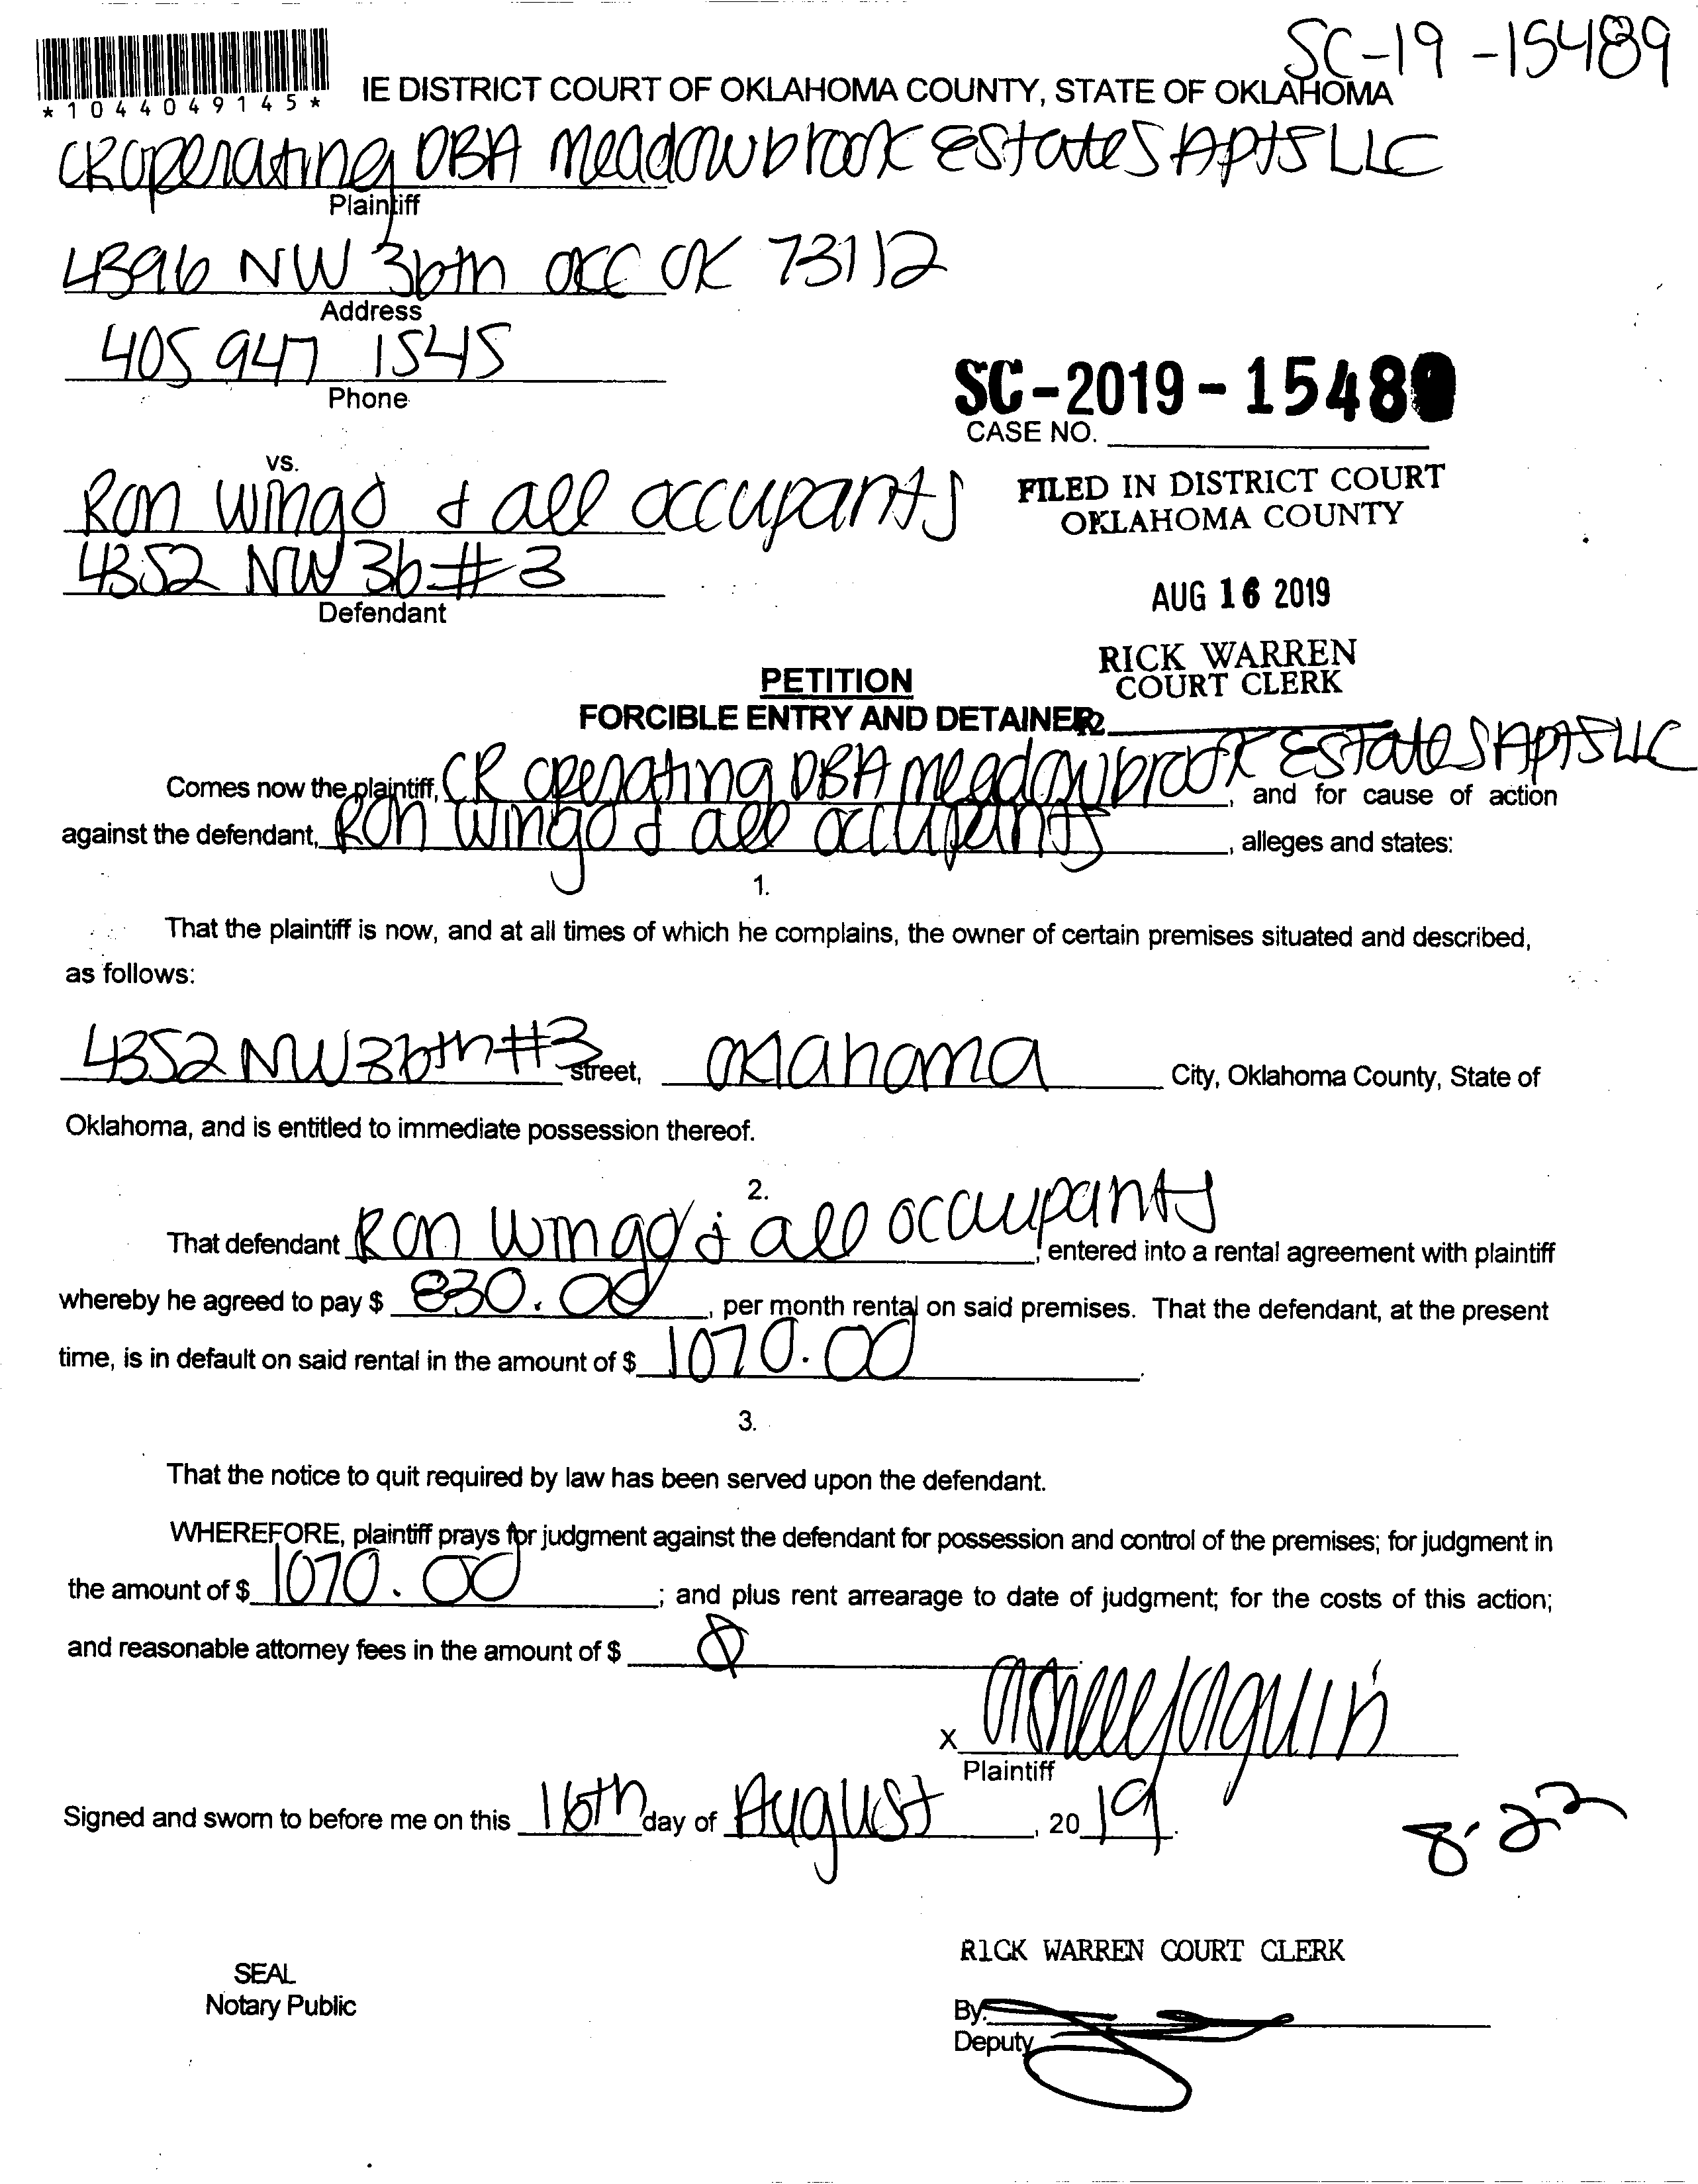 SC-19-15489
*1044049145*
IE DISTRICT COURT OF OKLAHOMA COUNTY, STATE OF OKLAHOMA
CR Operating DBA Meadowbrook Estates Apts LLC
Plaintiff
4396 NW 36th OKC OK 73112
Address
405 947 1545
Phone
SC-2019-15489
CASE NO.
vs.
Ron Wingo & all occupants
4352 NW 36 #3
Defendant
FILED IN DISTRICT COURT
OKLAHOMA COUNTY
AUG 16 2019
RICK WARREN
COURT CLERK
PETITION
FORCIBLE ENTRY AND DETAINER
Comes now the plaintiff, CR Operating DBA Meadowbrook Estates Apts LLC, and for cause of action
against the defendant, Ron Wingo & all occupants, alleges and states:
1.
That the plaintiff is now, and at all times of which he complains, the owner of certain premises situated and described,
as follows:
4352 NW 36th #3 street, Oklahoma City, Oklahoma County, State of
Oklahoma, and is entitled to immediate possession thereof.
2.
That defendant Ron Wingo & all occuupants, entered into a rental agreement with plaintiff
whereby he agreed to pay $ 830.00, per month rental on said premises. That the defendant, at the present
time, is in default on said rental in the amount of $ 1070.00.
3.
That the notice to quit required by law has been served upon the defendant.
WHEREFORE, plaintiff prays for judgment against the defendant for possession and control of the premises; for judgment in
the amount of $ 1070.00; and plus rent arrearage to date of judgment; for the costs of this action;
and reasonable attorney fees in the amount of $ 0
x
Plaintiff
Signed and sworn to before me on this 16th day of August, 2019.
8.22
RICK WARREN COURT CLERK
SEAL
Notary Public
By:
Deputy